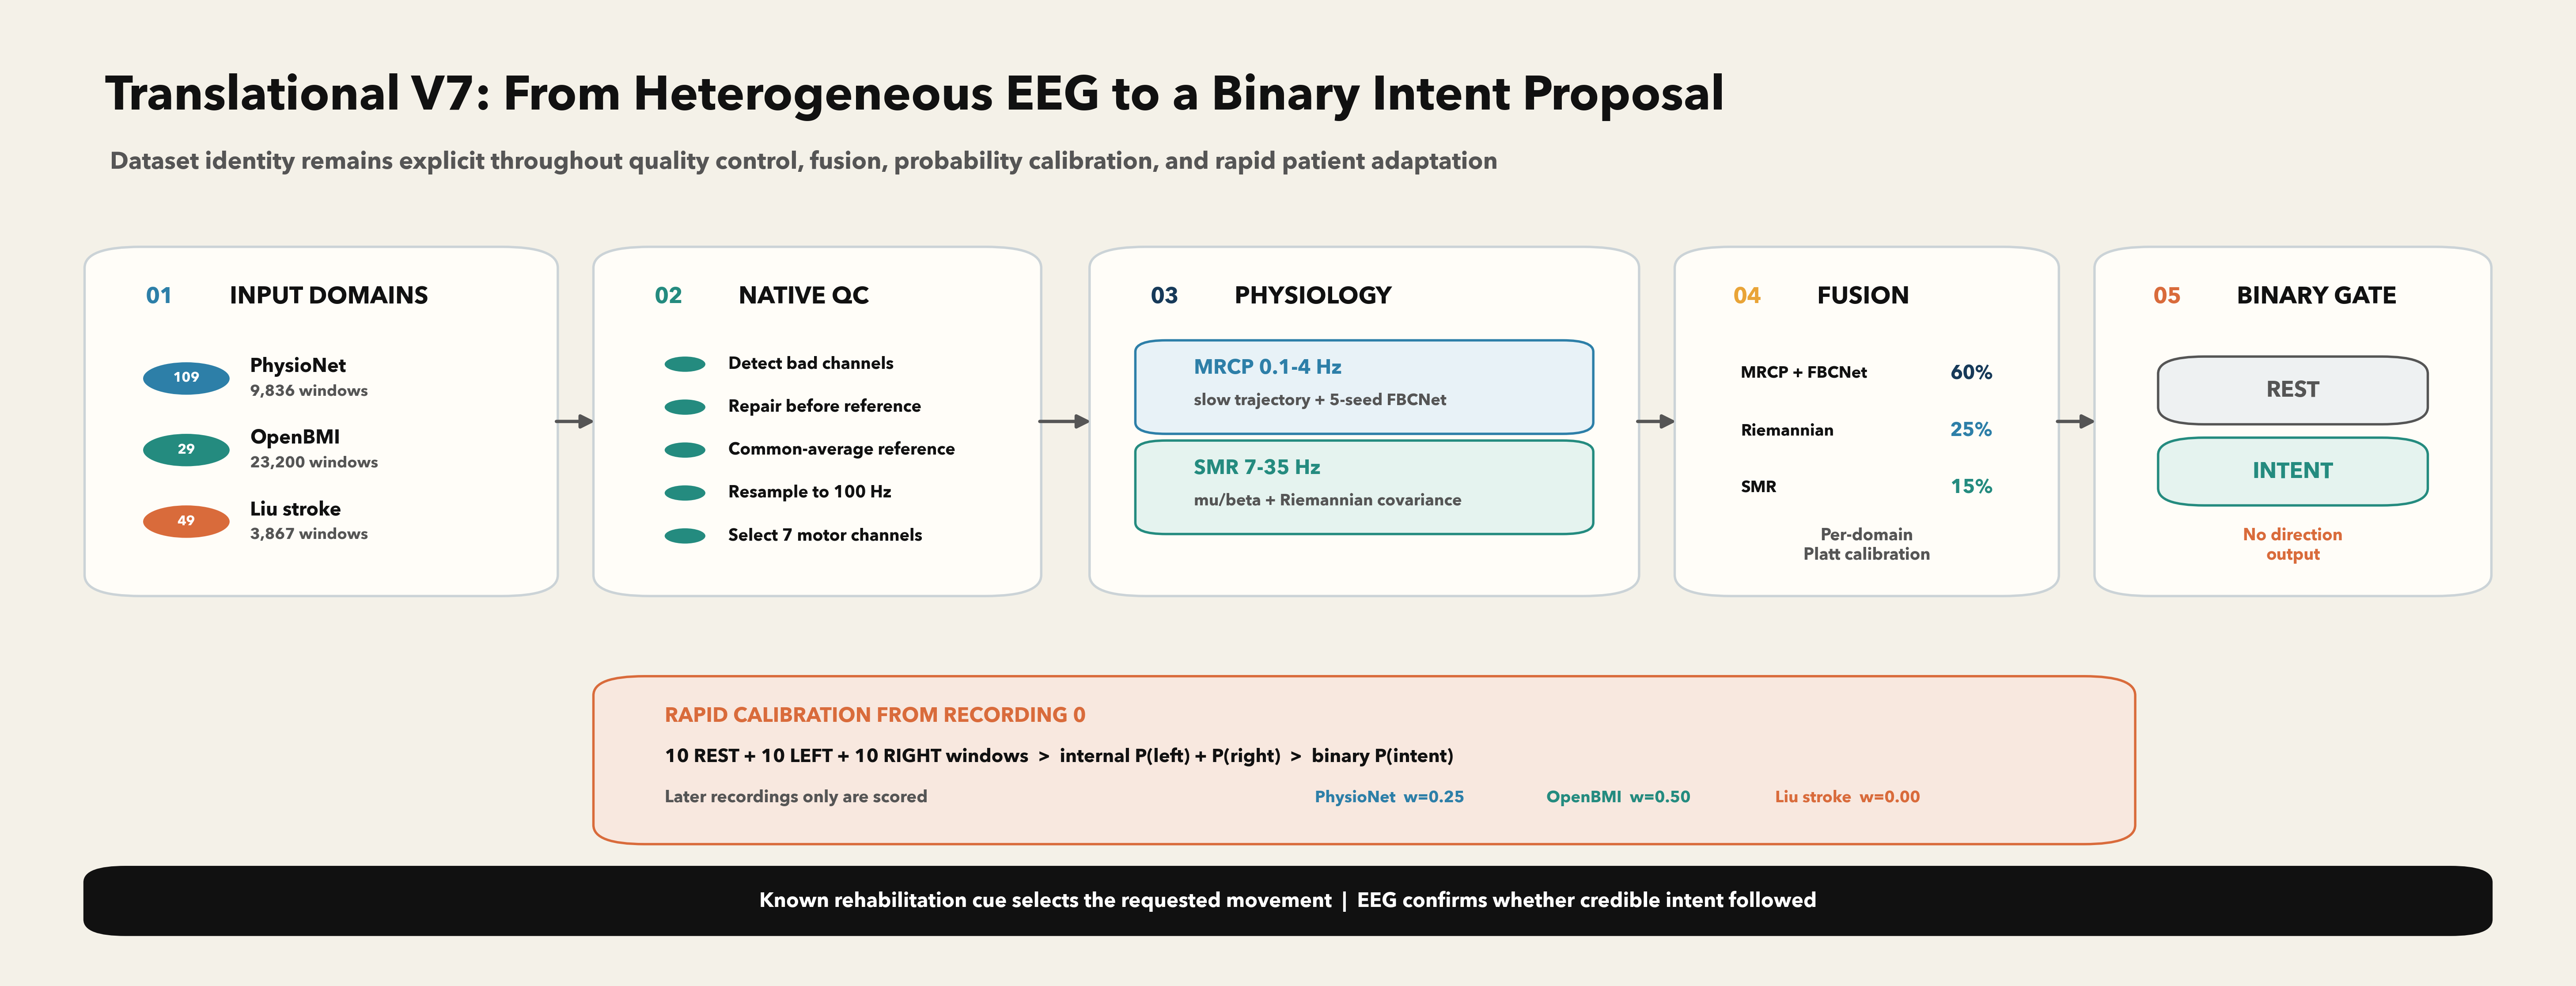 Translational V7: From Heterogeneous EEG to a Binary Intent Proposal
Dataset identity remains explicit throughout quality control, fusion, probability calibration, and rapid patient adaptation
01 INPUT DOMAINS
109 PhysioNet
9,836 windows
29 OpenBMI
23,200 windows
49 Liu stroke
3,867 windows
02 NATIVE QC
Detect bad channels
Repair before reference
Common-average reference
Resample to 100 Hz
Select 7 motor channels
03 PHYSIOLOGY
MRCP 0.1-4 Hz
slow trajectory + 5-seed FBCNet
SMR 7-35 Hz
mu/beta + Riemannian covariance
04 FUSION
MRCP + FBCNet 60%
Riemannian 25%
SMR 15%
Per-domain
Platt calibration
05 BINARY GATE
REST
INTENT
No direction
output
RAPID CALIBRATION FROM RECORDING 0
10 REST + 10 LEFT + 10 RIGHT windows > internal P(left) + P(right) > binary P(intent)
Later recordings only are scored PhysioNet w=0.25 OpenBMI w=0.50 Liu stroke w=0.00
Known rehabilitation cue selects the requested movement | EEG confirms whether credible intent followed